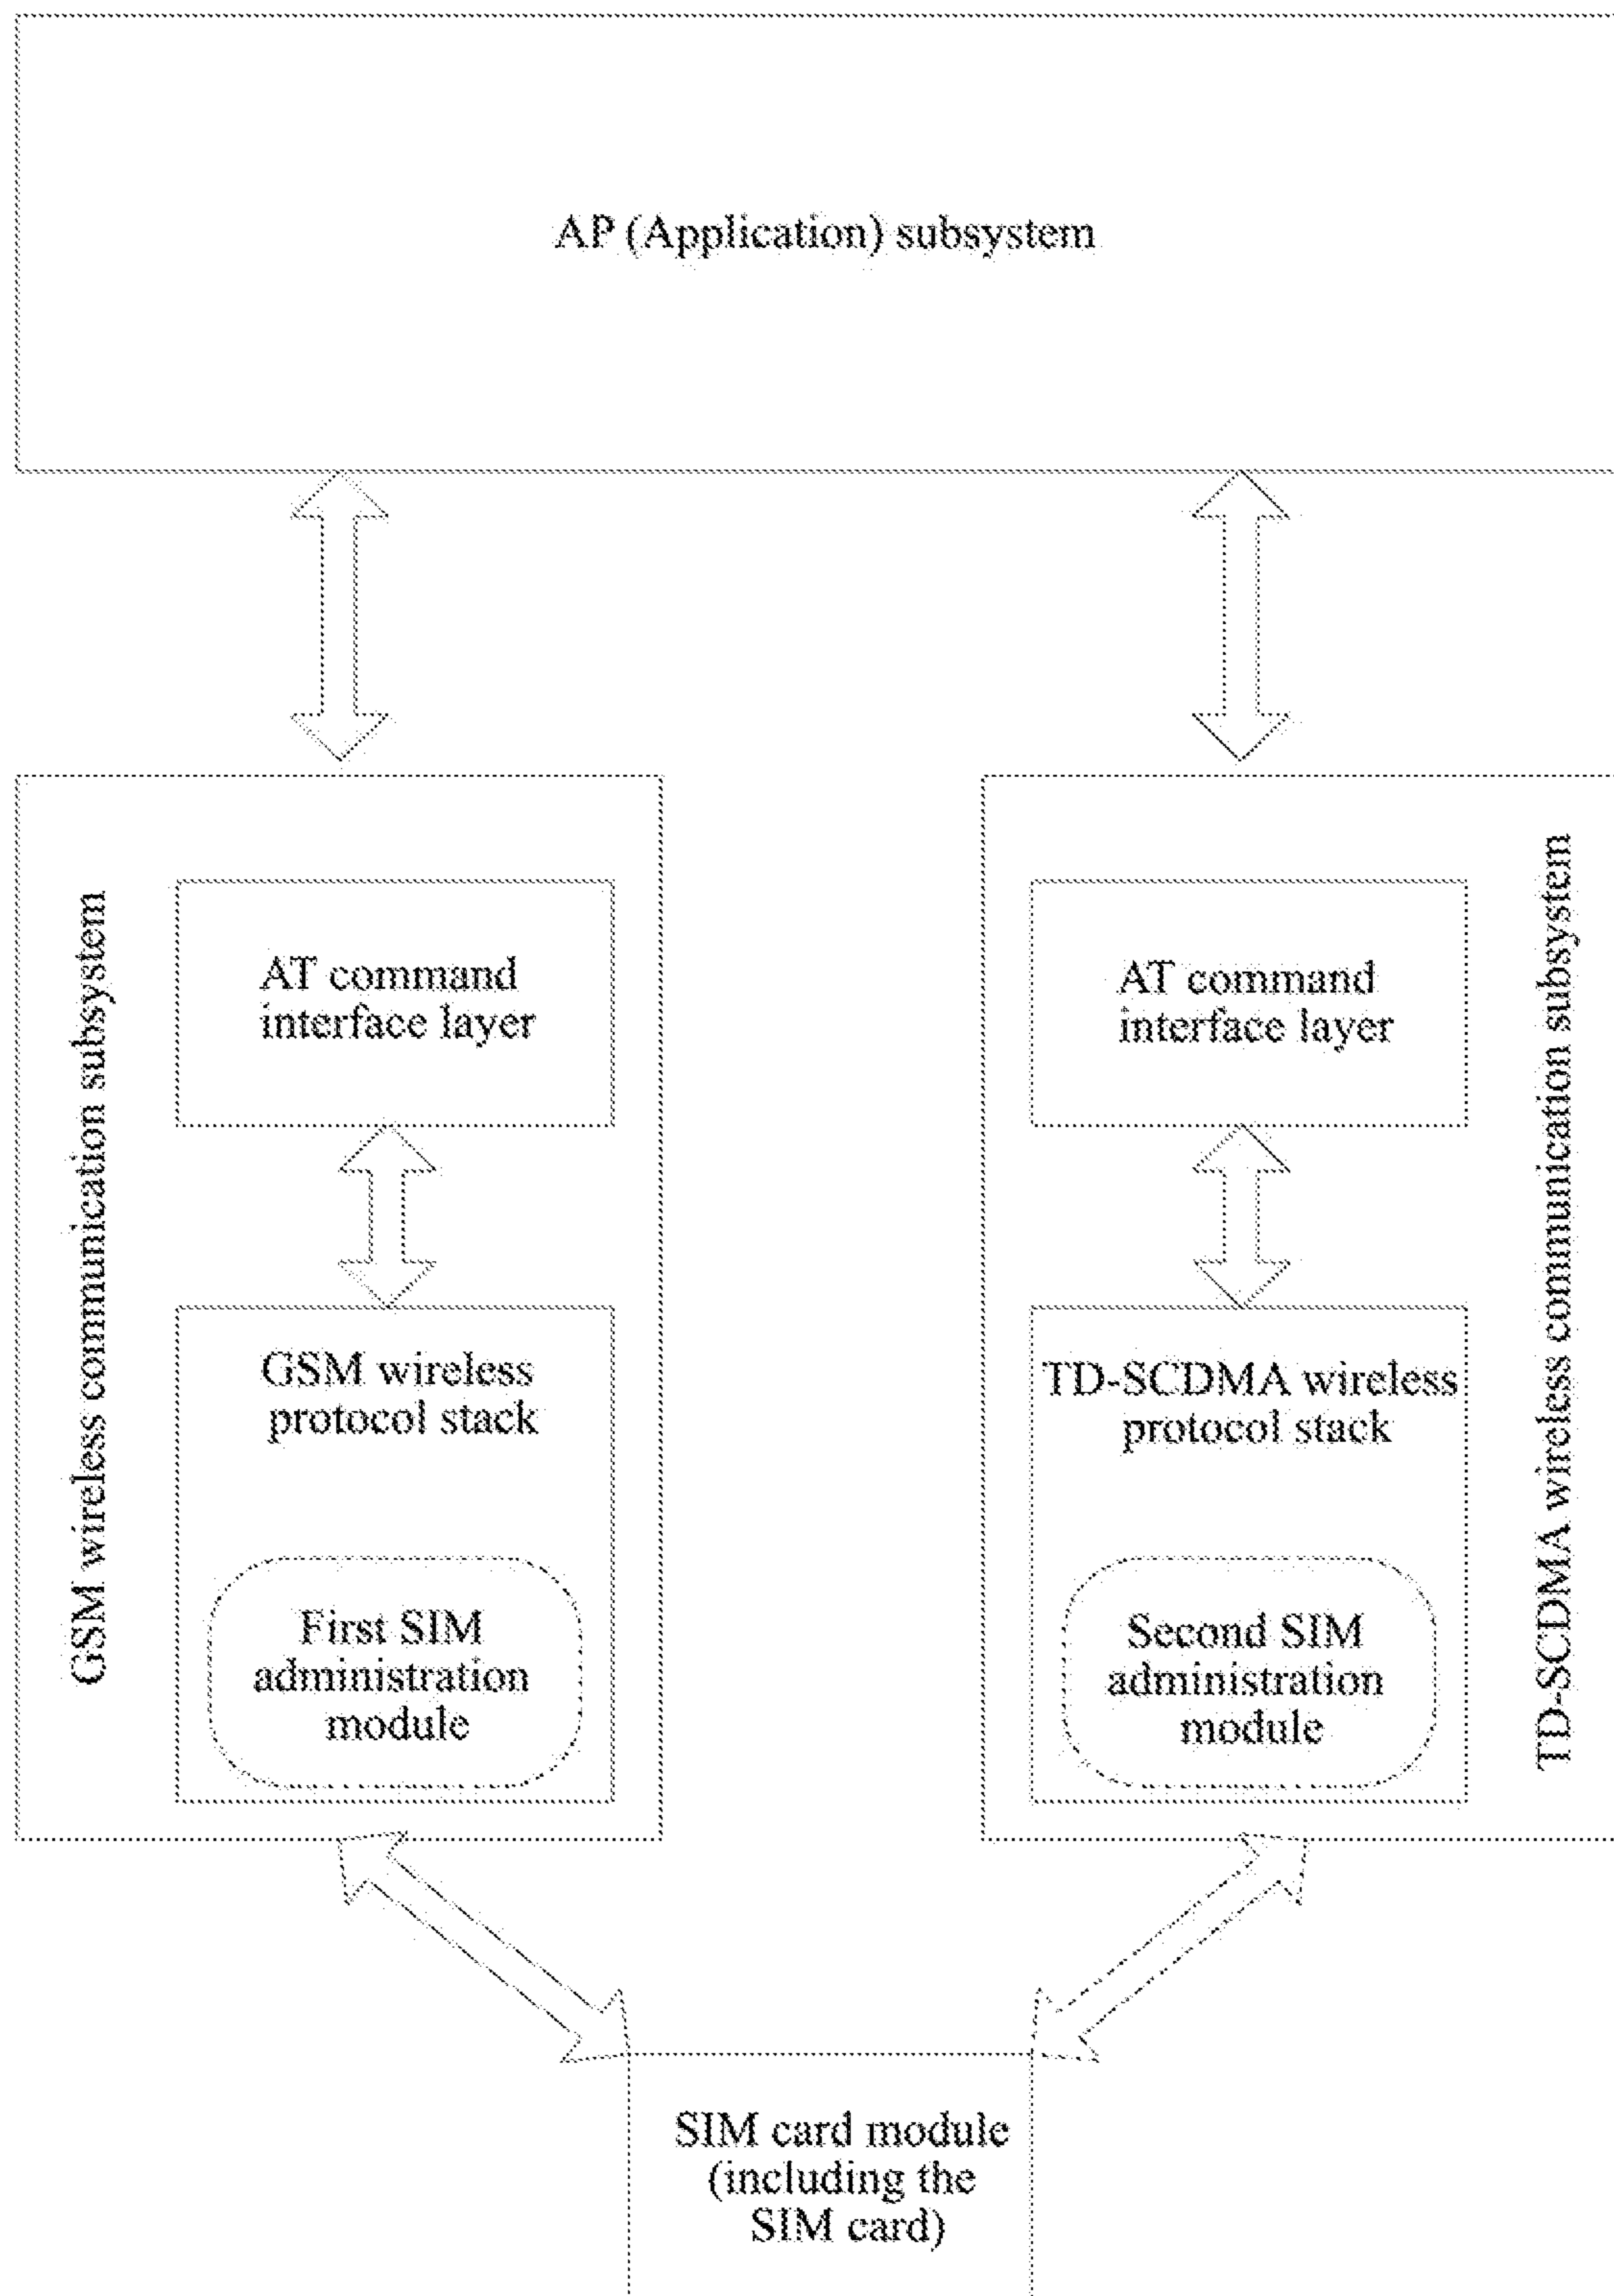 AP (Application) subsystem
GSM wireless communication subsystem
AT command
interface layer
GSM wireless
protocol stack
First SIM
administration
module
AT command
interface layer
TD-SCDMA wireless
protocol stack
Second SIM
administration
module
TD-SCDMA wireless communication subsystem
SIM card module
(including the
SIM card)